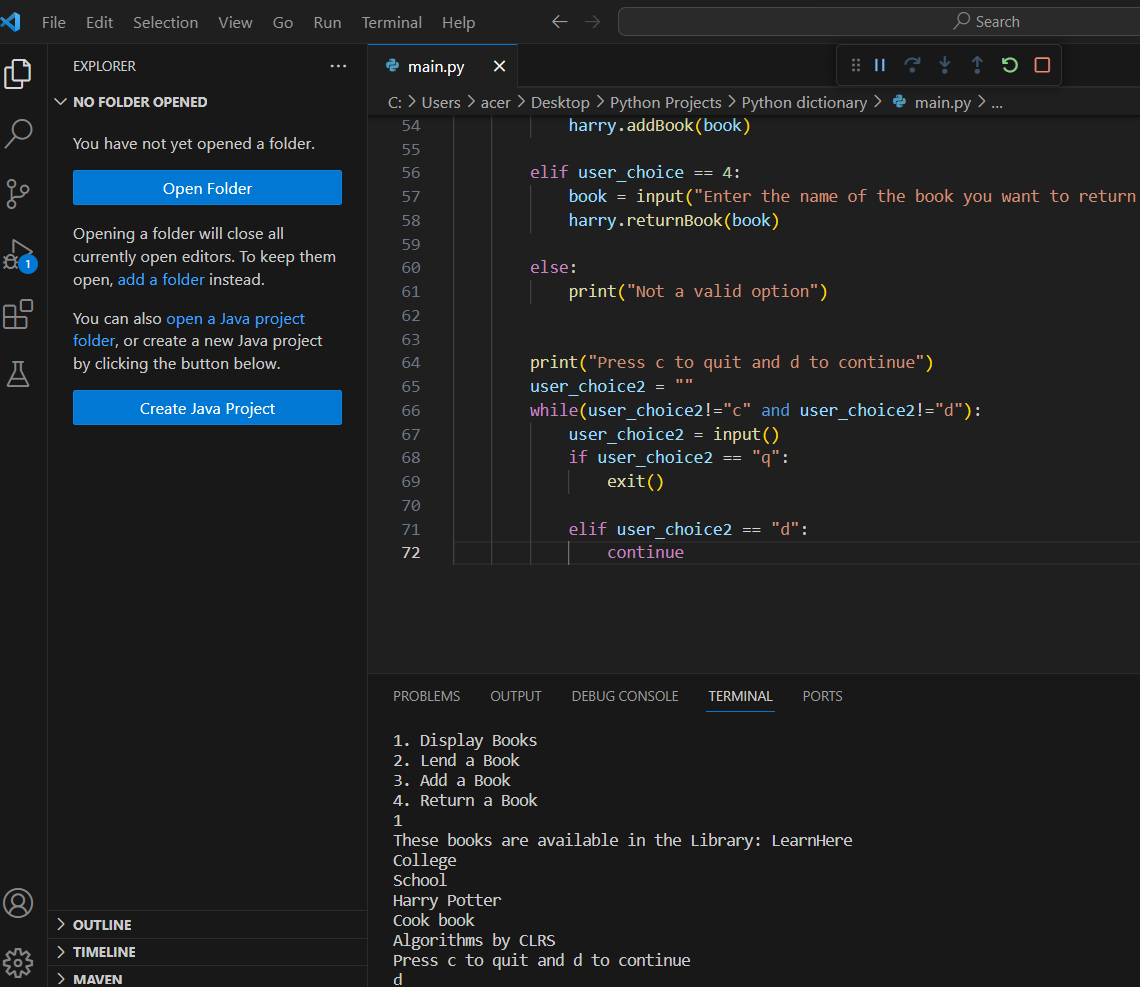 File Edit Selection View Go Run Terminal Help Search
EXPLORER
NO FOLDER OPENED
You have not yet opened a folder.
Open Folder
Opening a folder will close all
currently open editors. To keep them
open, add a folder instead.
You can also open a Java project
folder, or create a new Java project
by clicking the button below.
Create Java Project
OUTLINE
TIMELINE
MAVEN
1
main.py
C: > Users > acer > Desktop > Python Projects > Python dictionary > main.py > ...
54 harry.addBook(book)
55
56 elif user_choice == 4:
57 book = input("Enter the name of the book you want to return
58 harry.returnBook(book)
59
60 else:
61 print("Not a valid option")
62
63
64 print("Press c to quit and d to continue")
65 user_choice2 = ""
66 while(user_choice2!="c" and user_choice2!="d"):
67 user_choice2 = input()
68 if user_choice2 == "q":
69 exit()
70
71 elif user_choice2 == "d":
72 continue
PROBLEMS OUTPUT DEBUG CONSOLE TERMINAL PORTS
1. Display Books
2. Lend a Book
3. Add a Book
4. Return a Book
1
These books are available in the Library: LearnHere
College
School
Harry Potter
Cook book
Algorithms by CLRS
Press c to quit and d to continue
d